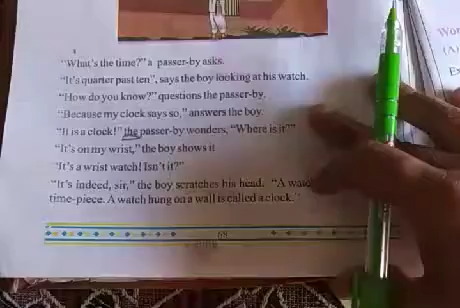 "What's the time?" a passer-by asks.
"It's quarter past ten", says the boy looking at his watch.
"How do you know?" questions the passer-by.
"Because my clock says so," answers the boy.
"It is a clock!" the passer-by wonders, "Where is it?"
"It's on my wrist," the boy shows it
"It's a wrist watch! Isn't it?"
"It's indeed, sir," the boy scratches his head. "A
time-piece. A watch hung on a wall is called a clock."
68